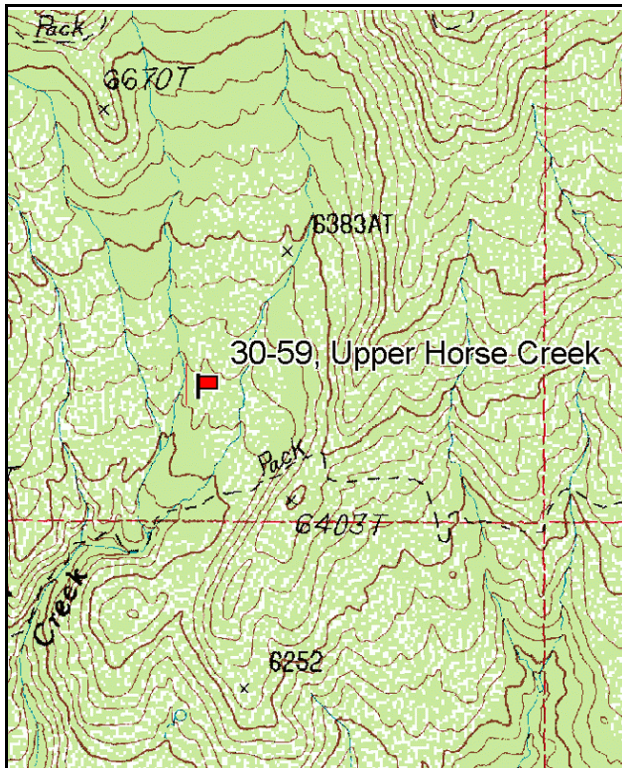 Pack
6670T
6383AT
30-59, Upper Horse Creek
Pack
6403T
Creek
6252